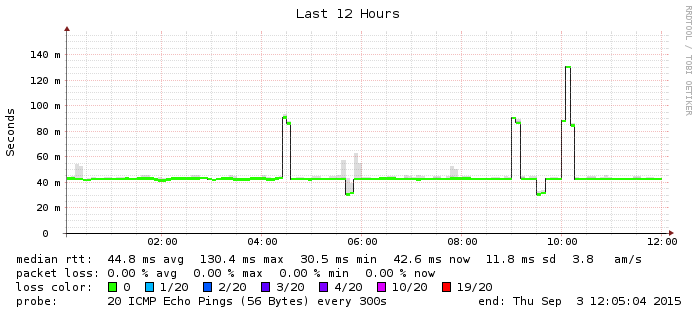 Last 12 Hours
RRDTOOL / TOBI OETIKER
Seconds
140 m
120 m
100 m
80 m
60 m
40 m
20 m
0
02:00 04:00 06:00 08:00 10:00 12:00
median rtt: 44.8 ms avg 130.4 ms max 30.5 ms min 42.6 ms now 11.8 ms sd 3.8 am/s
packet loss: 0.00 % avg 0.00 % max 0.00 % min 0.00 % now
loss color: 0 1/20 2/20 3/20 4/20 10/20 19/20
probe: 20 ICMP Echo Pings (56 Bytes) every 300s end: Thu Sep 3 12:05:04 2015